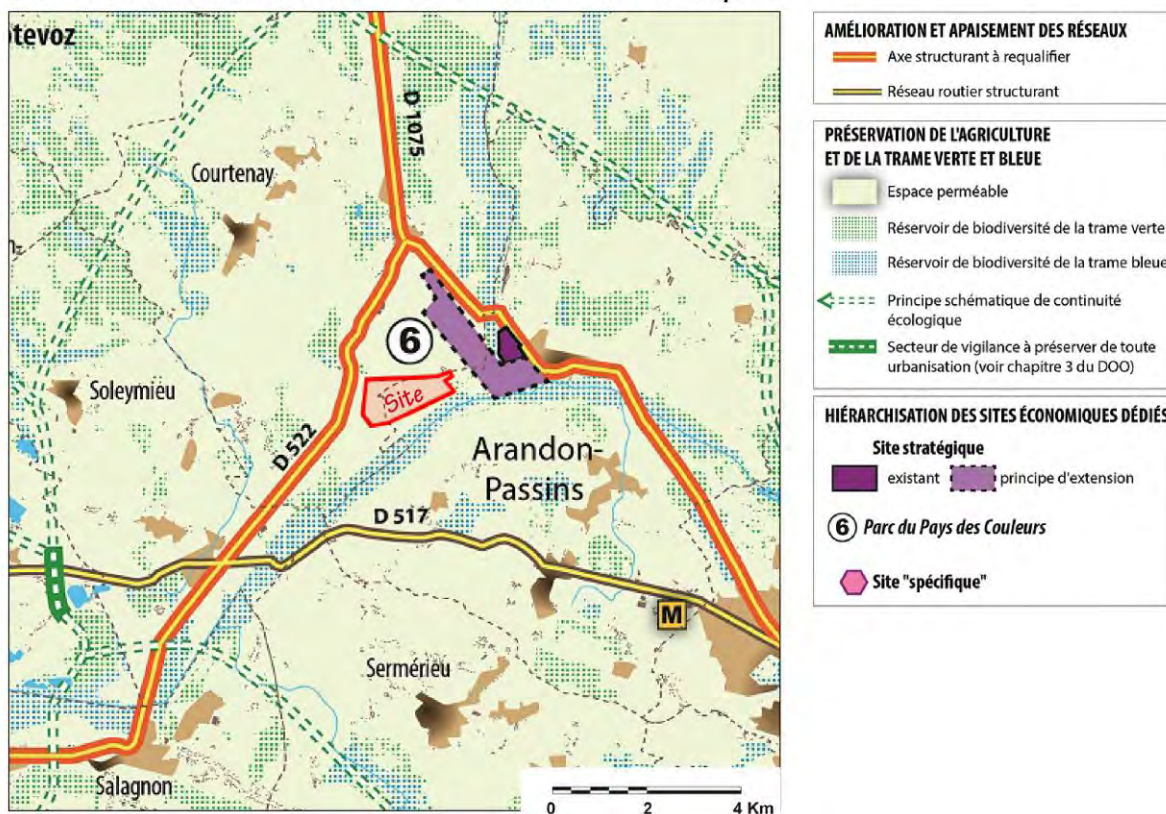 otevoz
D 1075
Courtenay
6
Soleymieu
Site
D 522
Arandon-
Passins
D 517
M
Sermérieu
Salagnon
0 2 4 Km
AMÉLIORATION ET APAISEMENT DES RÉSEAUX
Axe structurant à requalifier
Réseau routier structurant
PRÉSERVATION DE L'AGRICULTURE
ET DE LA TRAME VERTE ET BLEUE
Espace perméable
Réservoir de biodiversité de la trame verte
Réservoir de biodiversité de la trame bleue
Principe schématique de continuité
écologique
Secteur de vigilance à préserver de toute
urbanisation (voir chapitre 3 du DOO)
HIÉRARCHISATION DES SITES ÉCONOMIQUES DÉDIÉS
Site stratégique
existant principe d'extension
6 Parc du Pays des Couleurs
Site "spécifique"